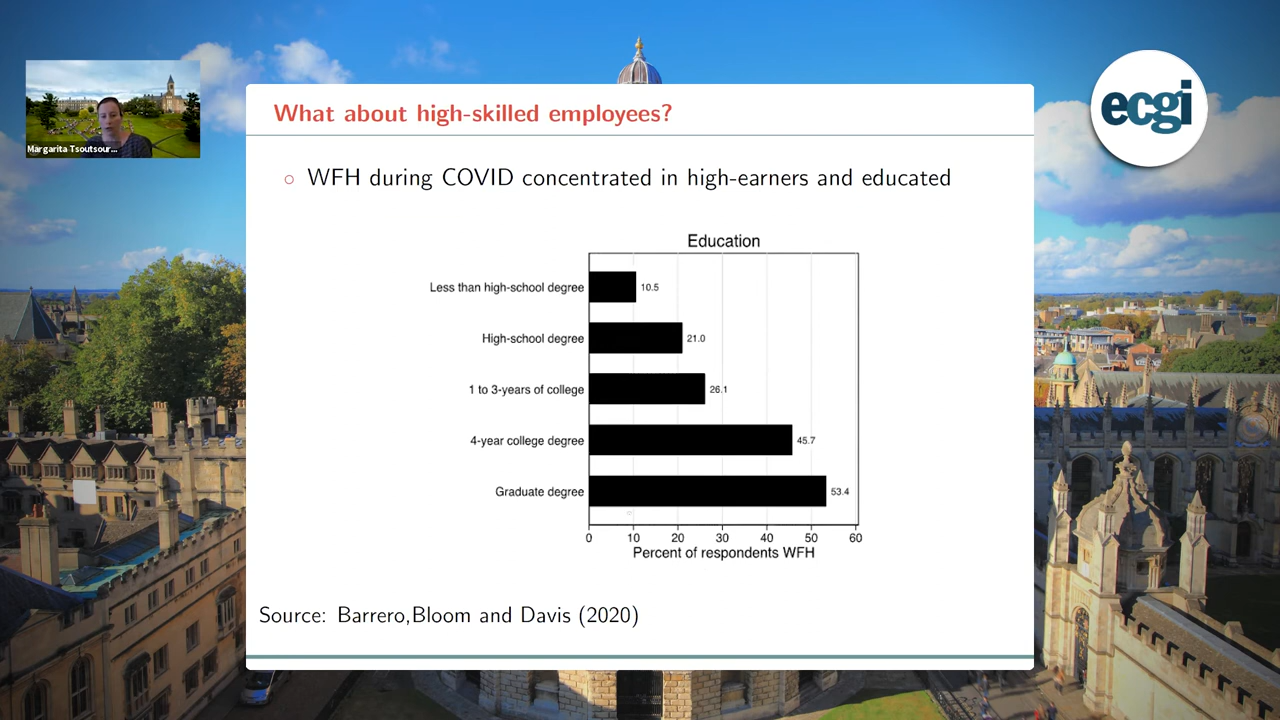 Margarita Tsoutsour...
ecgi
What about high-skilled employees?
○ WFH during COVID concentrated in high-earners and educated
Education
Less than high-school degree 10.5
High-school degree 21.0
1 to 3-years of college 26.1
4-year college degree 45.7
Graduate degree 53.4
0 10 20 30 40 50 60
Percent of respondents WFH
Source: Barrero,Bloom and Davis (2020)